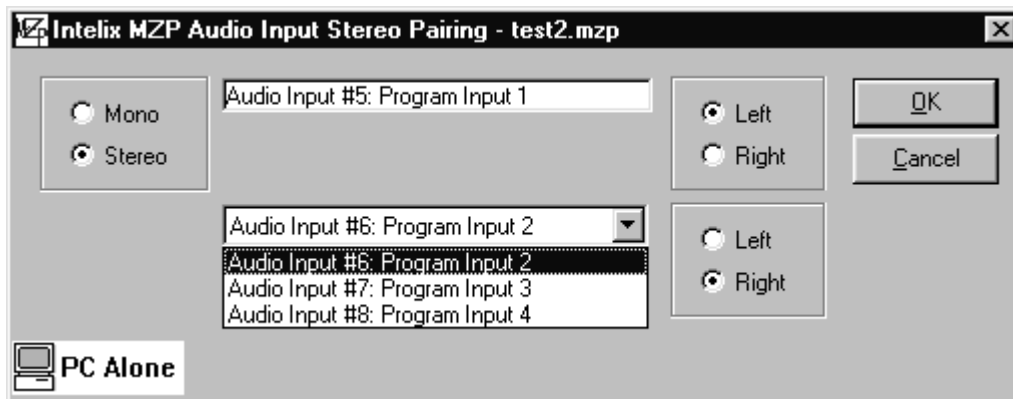 Intelix MZP Audio Input Stereo Pairing - test2.mzp
Mono
Stereo
Audio Input #5: Program Input 1
Left
Right
OK
Cancel
Audio Input #6: Program Input 2
Audio Input #6: Program Input 2
Audio Input #7: Program Input 3
Audio Input #8: Program Input 4
Left
Right
PC Alone